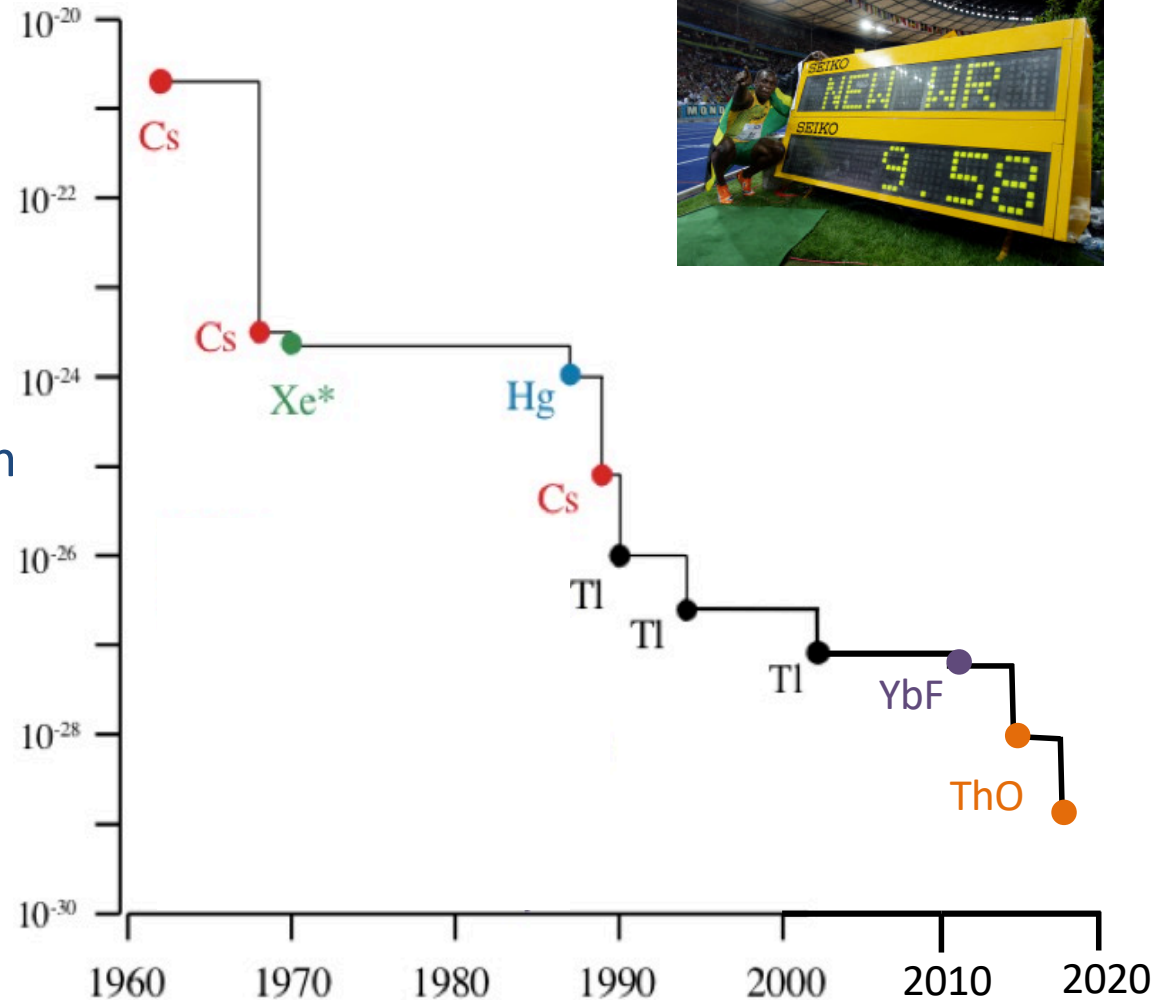 10-20
SEIKO
NEW WR
SEIKO
9.58
Cs
10-22
Cs
Xe*
10-24
Hg
n
Cs
10-26
Tl
Tl
Tl
YbF
10-28
ThO
10-30
1960 1970 1980 1990 2000 2010 2020